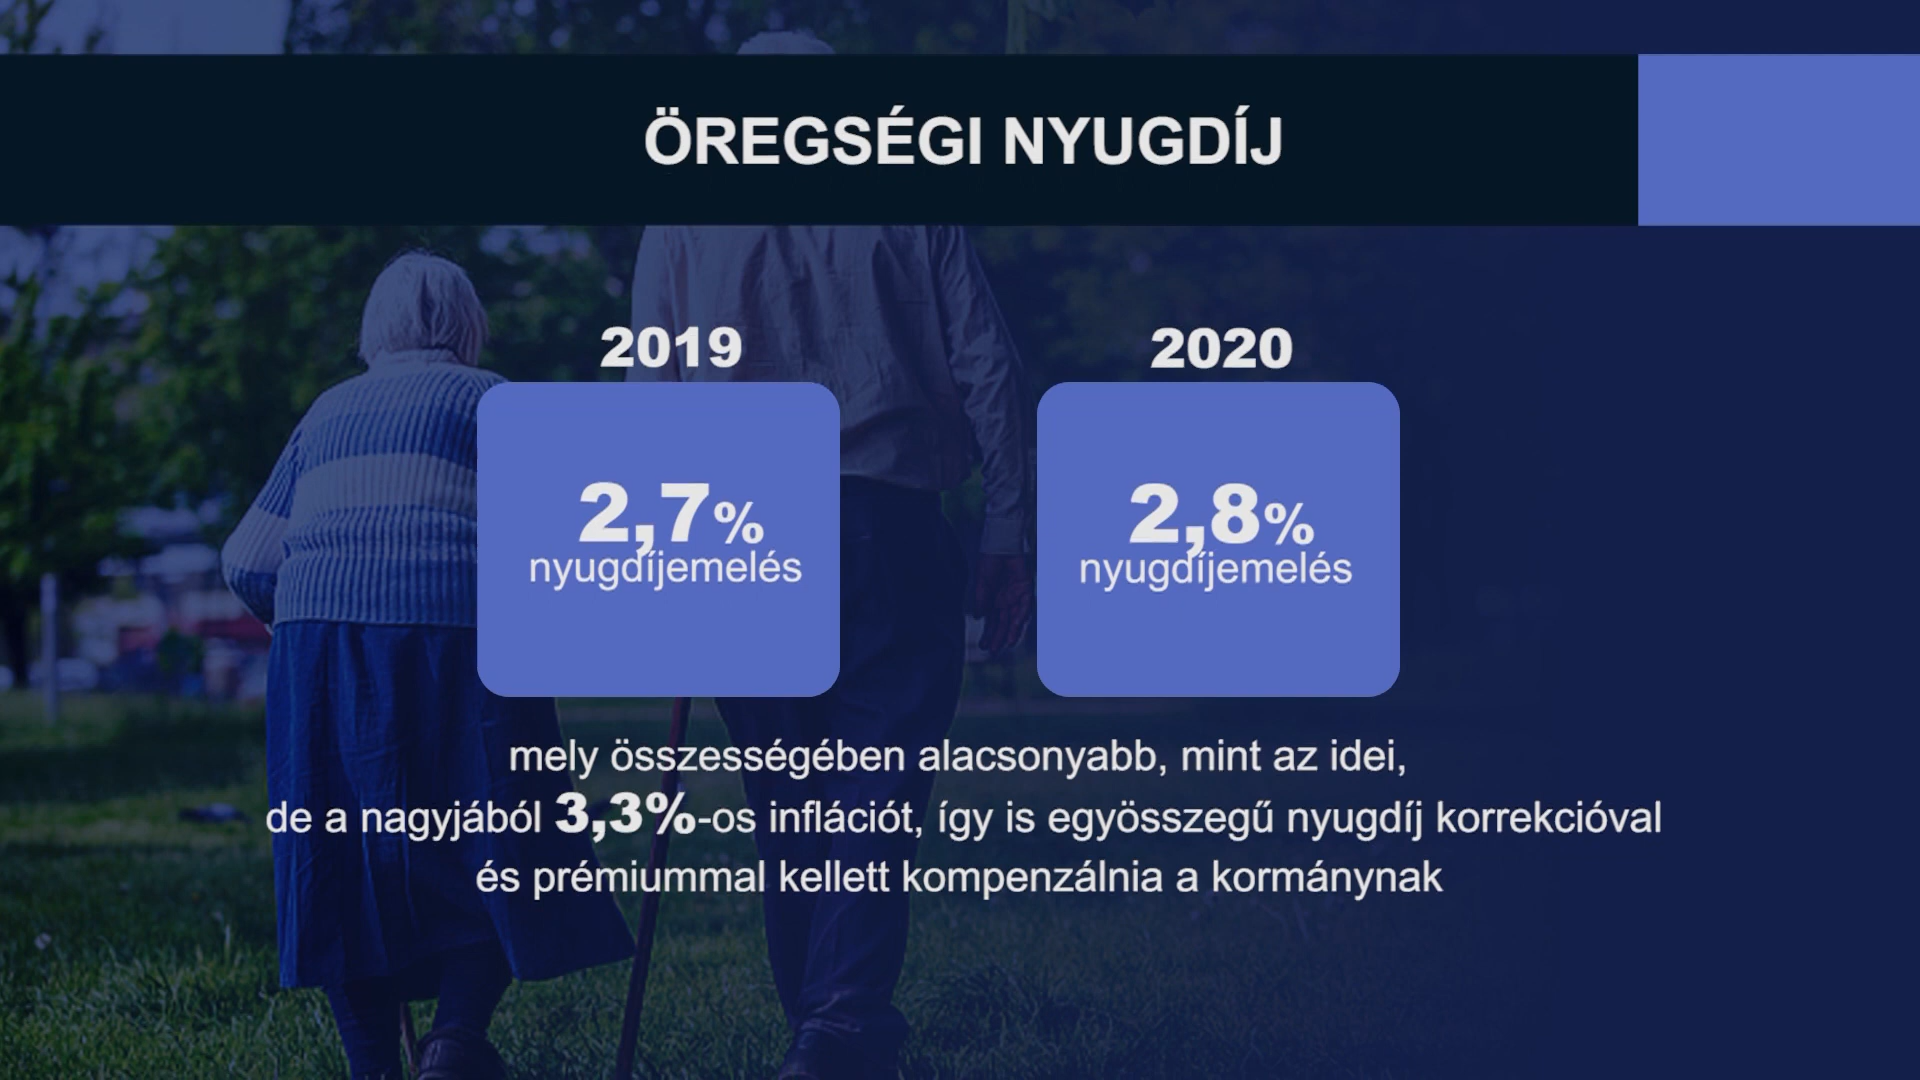 ÖREGSÉGI NYUGDÍJ
2019
2020
2,7%
nyugdíjemelés
2,8%
nyugdíjemelés
mely összességében alacsonyabb, mint az idei,
de a nagyjából 3,3%-os inflációt, így is egyösszegű nyugdíj korrekcióval
és prémiummal kellett kompenzálnia a kormánynak